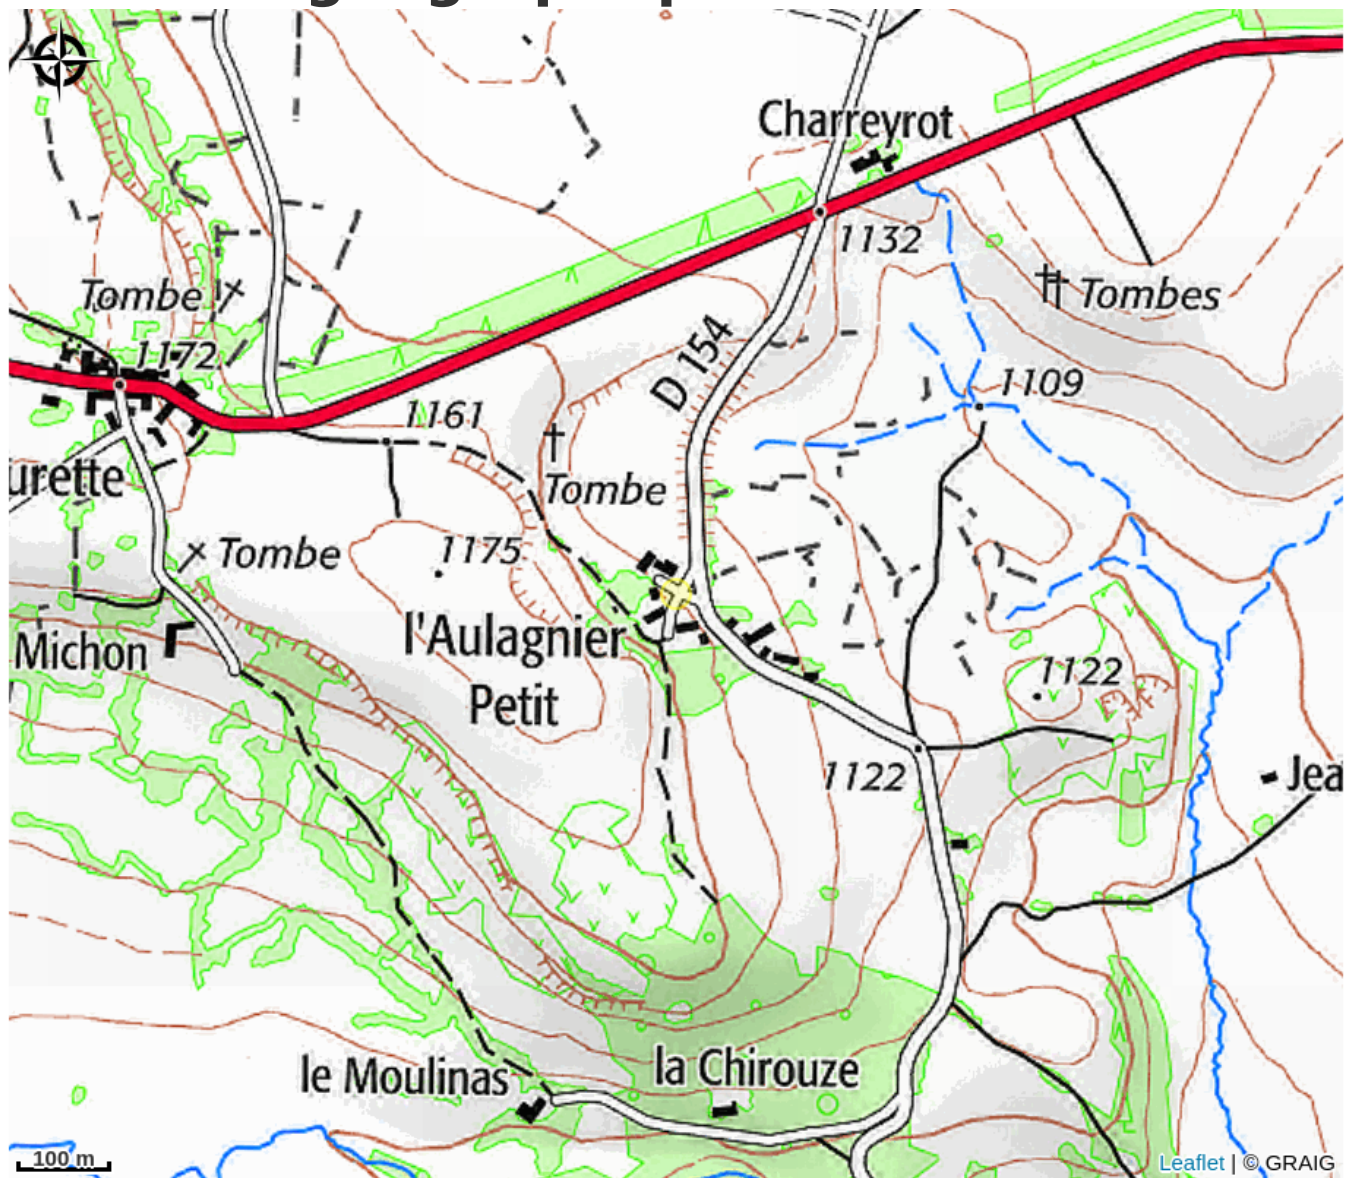 Charreyrot
1132
Tombe
Tombes
1172
D 154
1109
1161
urette
Tombe
Tombe
1175
l'Aulagnier
Petit
Michon
1122
1122
Jea
le Moulinas
la Chirouze
100 m
Leaflet | © GRAIG